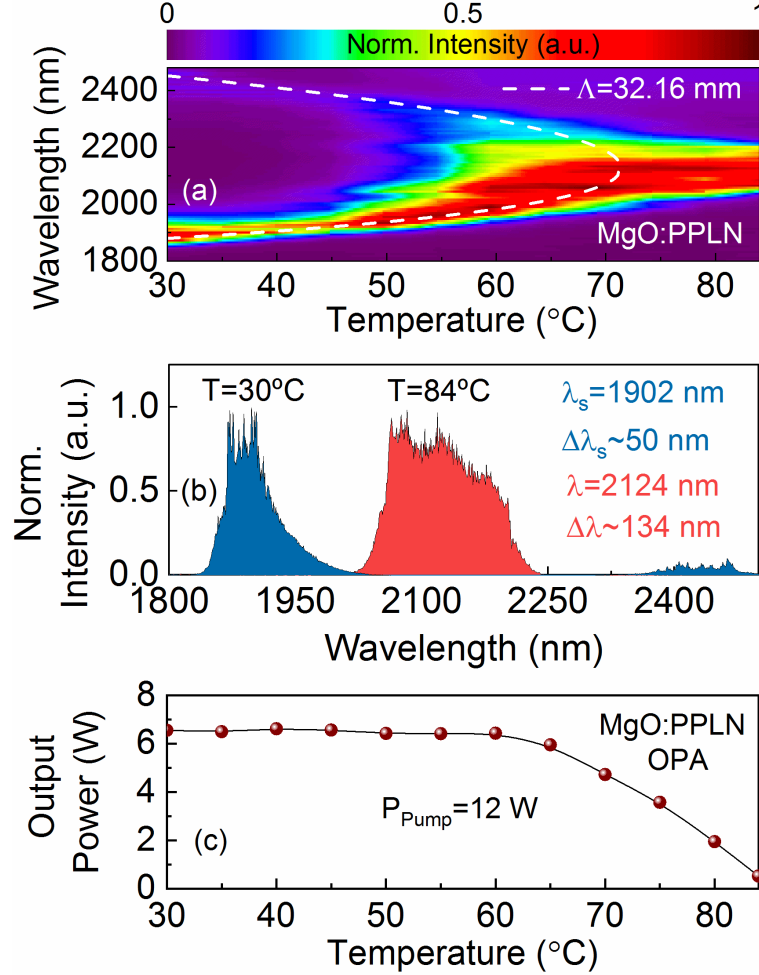 0 0.5 1
Norm. Intensity (a.u.)
Wavelength (nm)
2400
2200
2000
1800
Λ=32.16 mm
(a)
MgO:PPLN
30 40 50 60 70 80
Temperature (°C)
Norm.
Intensity (a.u.)
1.0
0.5
0.0
T=30ºC T=84ºC
λs=1902 nm
Δλs~50 nm
λ=2124 nm
Δλ~134 nm
(b)
1800 1950 2100 2250 2400
Wavelength (nm)
Output
Power (W)
8
6
4
2
0
MgO:PPLN
OPA
PPump=12 W
(c)
30 40 50 60 70 80
Temperature (°C)